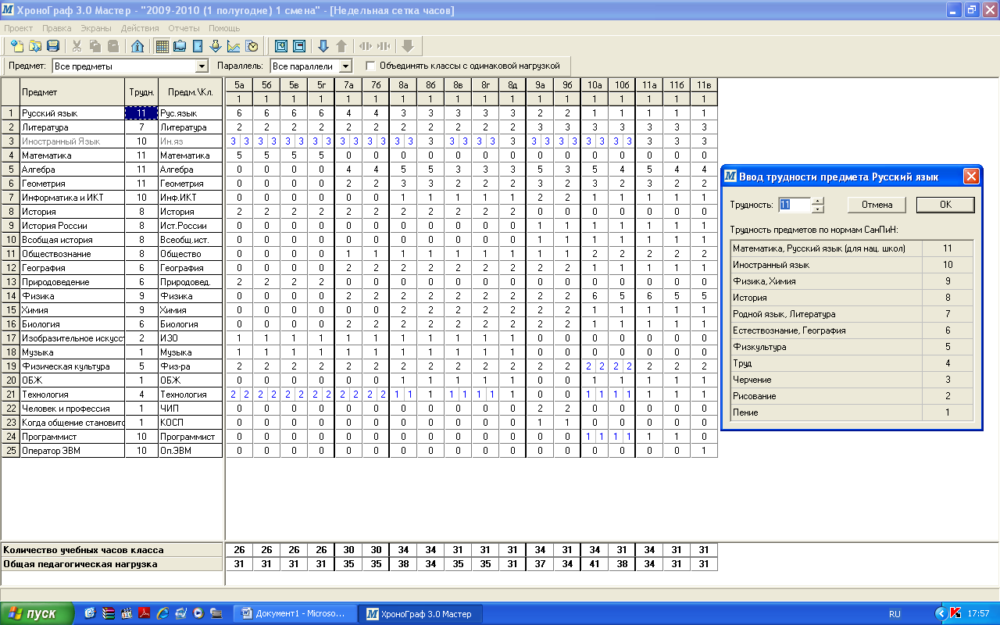 ХроноГраф 3.0 Мастер - "2009-2010 (1 полугодие) 1 смена" - [Недельная сетка часов]
Проект Правка Экраны Действия Отчеты Помощь
Предмет: Все предметы Параллель: Все параллели Объединять классы с одинаковой нагрузкой
Предмет Трудн. Предм.\Кл. 5а 5б 5в 5г 7а 7б 8а 8б 8в 8г 8д 9а 9б 10а 10б 11а 11б 11в
1 1 1 1 1 1 1 1 1 1 1 1 1 1 1 1 1 1
1 Русский язык 11 Рус.язык 6 6 6 6 4 4 3 3 3 3 3 2 2 1 1 1 1 1
2 Литература 7 Литература 2 2 2 2 2 2 2 2 2 2 2 3 3 3 3 3 3 3
3 Иностранный Язык 10 Ин.яз 3 3 3 3 3 3 3 3 3 3 3 3 3 3 3 3 3 3 3 3 3 3 3 3 3 3 3 3 3 3 3
4 Математика 11 Математика 5 5 5 5 0 0 0 0 0 0 0 0 0 0 0 0 0 0
5 Алгебра 11 Алгебра 0 0 0 0 4 4 5 5 3 3 3 5 3 5 4 5 4 4
6 Геометрия 11 Геометрия 0 0 0 0 2 2 3 2 2 2 2 3 2 3 2 3 2 2
7 Информатика и ИКТ 10 Инф.ИКТ 0 0 0 0 0 0 1 1 1 1 1 2 2 1 1 1 1 1
8 История 8 История 2 2 2 2 2 2 2 2 2 2 2 0 0 0 0 0 0 0
9 История России 8 Ист.России 0 0 0 0 0 0 0 0 0 0 0 1 1 1 1 1 1 1
10 Всобщая история 8 Всеобщ.ист. 0 0 0 0 0 0 0 0 0 0 0 1 1 1 1 1 1 1
11 Обществознание 8 Общество 0 0 0 0 1 1 1 1 1 1 1 1 1 2 2 2 2 2
12 География 6 География 0 0 0 0 2 2 2 2 2 2 2 2 2 1 1 1 1 1
13 Природоведение 6 Природовед. 2 2 2 2 0 0 0 0 0 0 0 0 0 0 0 0 0 0
14 Физика 9 Физика 0 0 0 0 2 2 2 2 2 2 2 2 2 6 5 6 5 5
15 Химия 9 Химия 0 0 0 0 0 0 2 2 2 2 2 2 2 1 1 1 1 1
16 Биология 6 Биология 0 0 0 0 2 2 2 2 2 2 2 2 2 1 1 1 1 1
17 Изобразительное искусст 2 ИЗО 1 1 1 1 1 1 1 1 1 1 1 0 0 0 0 0 0 0
18 Музыка 1 Музыка 1 1 1 1 1 1 1 1 1 1 1 0 0 0 0 0 0 0
19 Физическая культура 5 Физ-ра 2 2 2 2 2 2 2 2 2 2 2 2 2 2 2 2 2 2 2 2
20 ОБЖ 1 ОБЖ 0 0 0 0 0 0 1 1 1 1 1 0 0 1 1 1 1 1
21 Технология 4 Технология 2 2 2 2 2 2 2 2 2 2 2 2 1 1 1 1 1 1 1 1 0 0 1 1 1 1 1 1 1
22 Человек и профессия 1 ЧИП 0 0 0 0 0 0 0 0 0 0 0 2 2 0 0 0 0 0
23 Когда общение становитс 1 КОСП 0 0 0 0 0 0 0 0 0 0 0 1 1 0 0 0 0 0
24 Программист 10 Программист 0 0 0 0 0 0 0 0 0 0 0 0 0 1 1 1 1 1 1 0
25 Оператор ЭВМ 10 Оп.ЭВМ 0 0 0 0 0 0 0 0 0 0 0 0 0 0 0 0 0 1
Количество учебных часов класса 26 26 26 26 30 30 34 34 31 31 31 34 31 34 31 34 31 31
Общая педагогическая нагрузка 31 31 31 31 35 35 38 34 35 35 31 37 34 41 38 34 31 31
Ввод трудности предмета Русский язык
Трудность: 11 Отмена OK
Трудность предметов по нормам СанПиН:
Математика, Русский язык (для нац. школ) 11
Иностранный язык 10
Физика, Химия 9
История 8
Родной язык, Литература 7
Естествознание, География 6
Физкультура 5
Труд 4
Черчение 3
Рисование 2
Пение 1
пуск Документ1 - Microso... ХроноГраф 3.0 Мастер RU 17:57